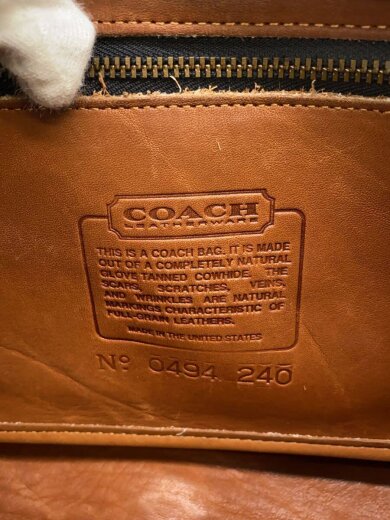 COACH
LEATHERWARE
THIS IS A COACH BAG. IT IS MADE
OUT OF A COMPLETELY NATURAL
GLOVE TANNED COWHIDE. THE
SCARS, SCRATCHES, VEINS,
AND WRINKLES ARE NATURAL
MARKINGS CHARACTERISTIC OF
FULL-GRAIN LEATHERS.
MADE IN THE UNITED STATES
Nº 0494 240